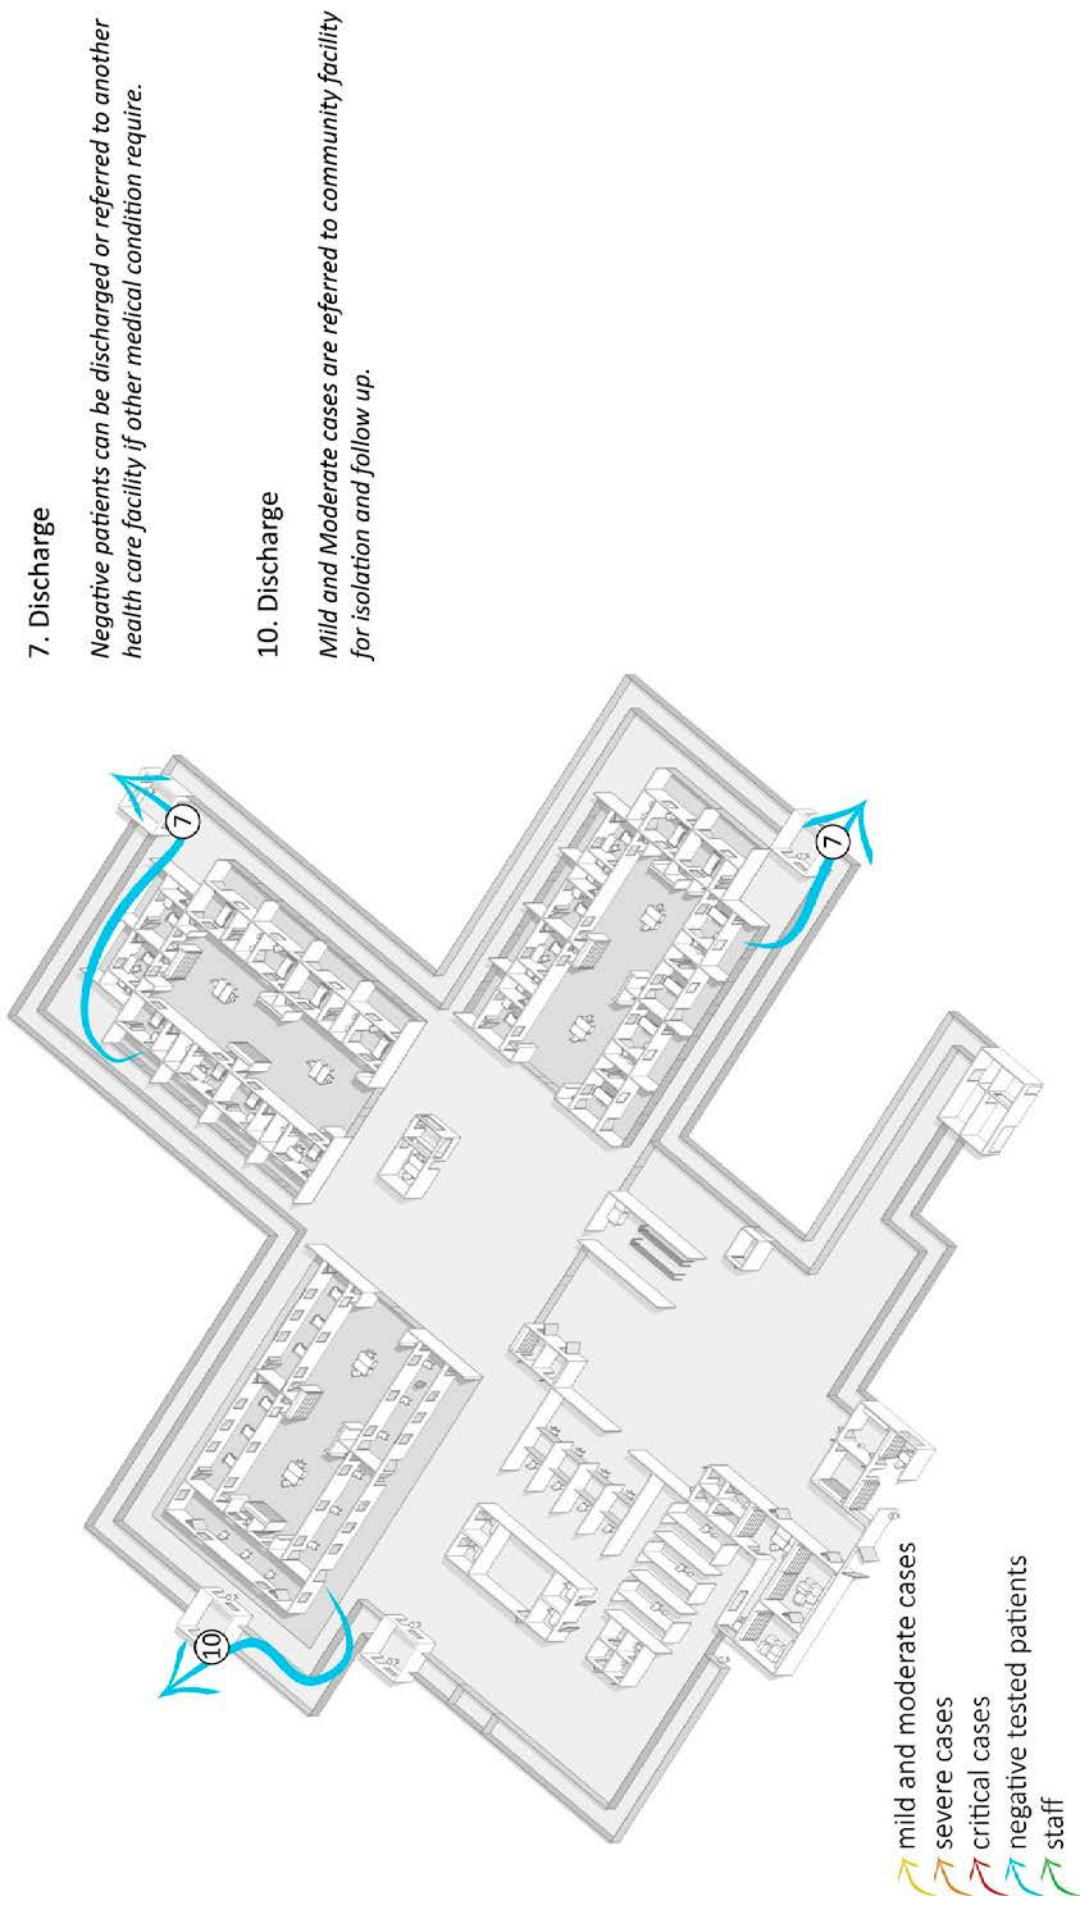 7. Discharge
Negative patients can be discharged or referred to another
health care facility if other medical condition require.
10. Discharge
Mild and Moderate cases are referred to community facility
for isolation and follow up.
7
7
10
mild and moderate cases
severe cases
critical cases
negative tested patients
staff